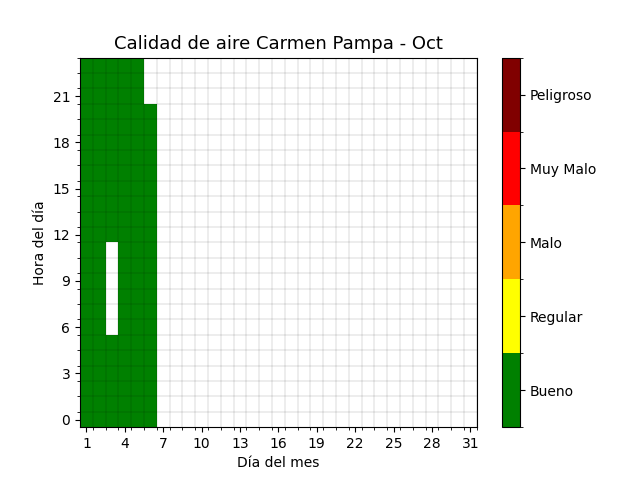 Calidad de aire Carmen Pampa - Oct
21
18
15
12
9
6
3
0
Hora del día
1 4 7 10 13 16 19 22 25 28 31
Día del mes
Peligroso
Muy Malo
Malo
Regular
Bueno